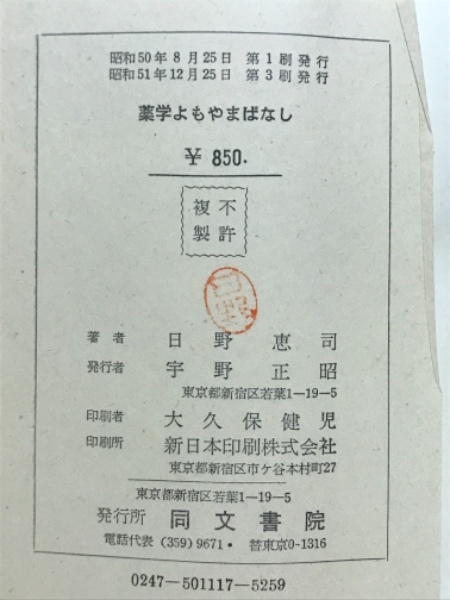 昭和50年8月25日 第1刷発行
昭和51年12月25日 第3刷発行
薬学よもやまばなし
¥ 850.
不許
複製
著者 日野恵司
発行者 宇野正昭
東京都新宿区若葉1−19−5
印刷者 大久保健児
印刷所 新日本印刷株式会社
東京都新宿区市ケ谷本村町27
東京都新宿区若葉1−19−5
発行所 同文書院
電話代表 (359) 9671・ 替東京0-1316
0247−501117−5259